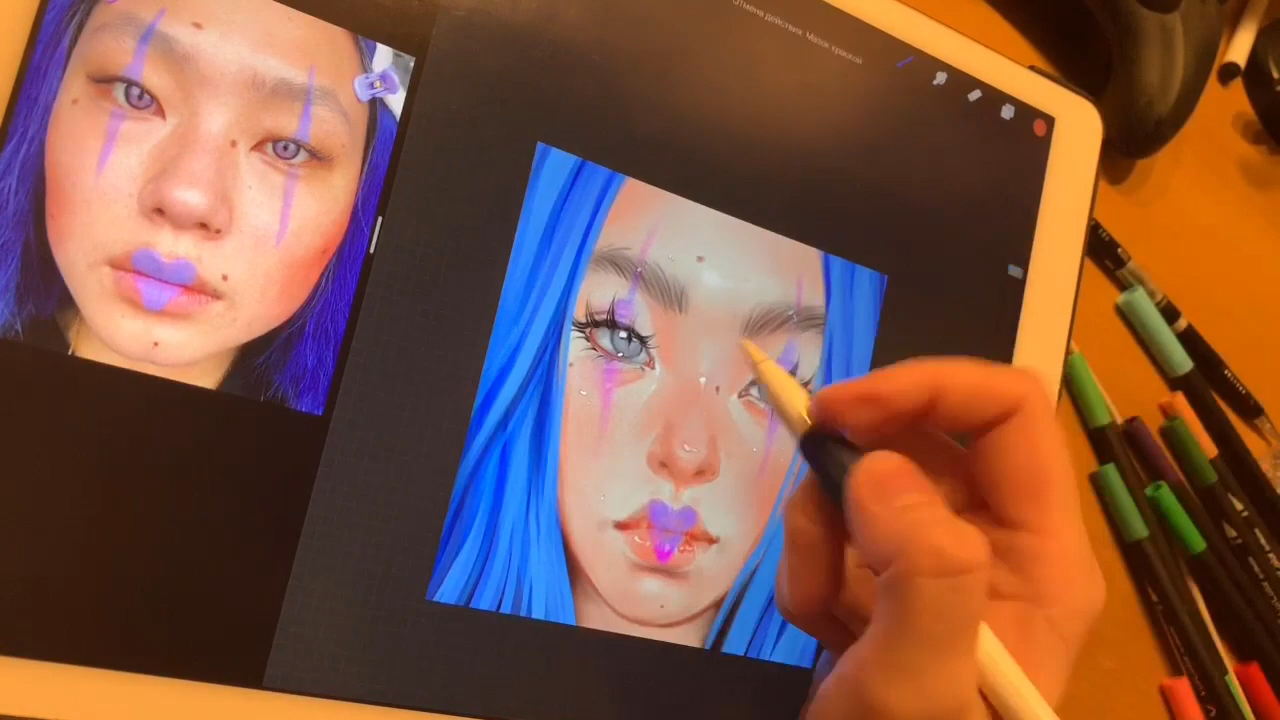 Отмена действия: Мазок краской